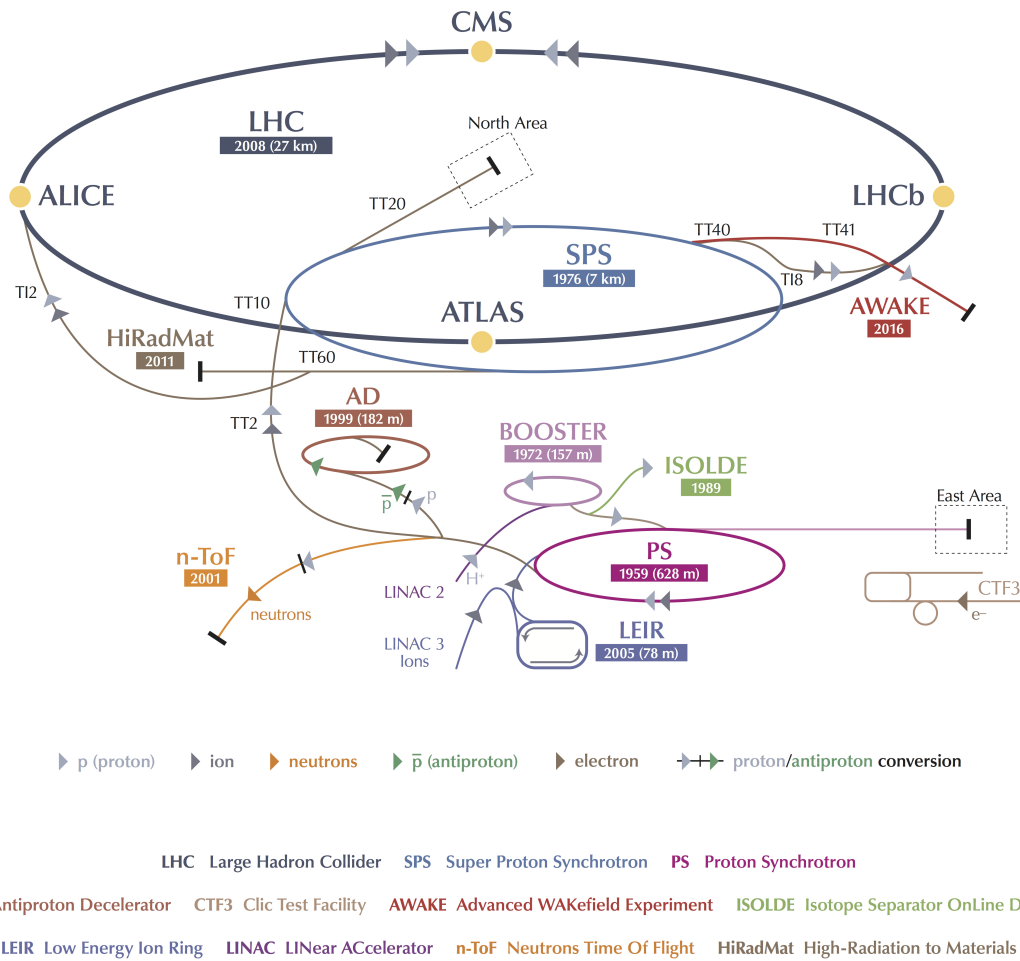 CMS
LHC
2008 (27 km)
North Area
ALICE
LHCb
TT20
TT40
TT41
SPS
1976 (7 km)
TI2
TT10
TI8
ATLAS
AWAKE
2016
HiRadMat
2011
TT60
AD
1999 (182 m)
TT2
BOOSTER
1972 (157 m)
ISOLDE
1989
p̅
p
East Area
n-ToF
2001
PS
1959 (628 m)
H⁺
LINAC 2
neutrons
CTF3
e⁻
LEIR
2005 (78 m)
LINAC 3
Ions
p (proton) ion neutrons p̅ (antiproton) electron proton/antiproton conversion
LHC Large Hadron Collider SPS Super Proton Synchrotron PS Proton Synchrotron
ntiproton Decelerator CTF3 Clic Test Facility AWAKE Advanced WAKefield Experiment ISOLDE Isotope Separator OnLine D
LEIR Low Energy Ion Ring LINAC LINear ACcelerator n-ToF Neutrons Time Of Flight HiRadMat High-Radiation to Materials